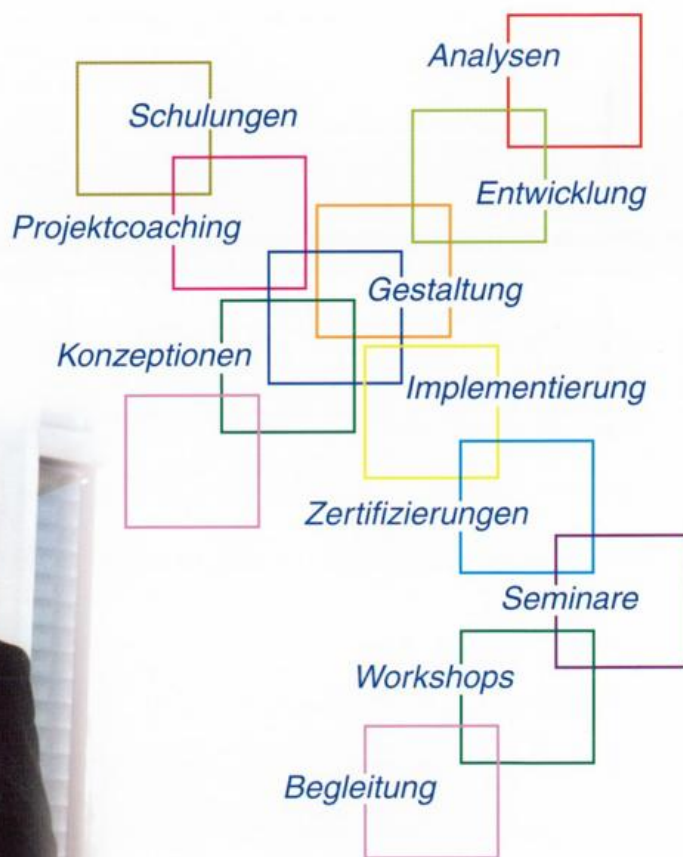 Analysen
Schulungen
Entwicklung
Projektcoaching
Gestaltung
Konzeptionen
Implementierung
Zertifizierungen
Seminare
Workshops
Begleitung